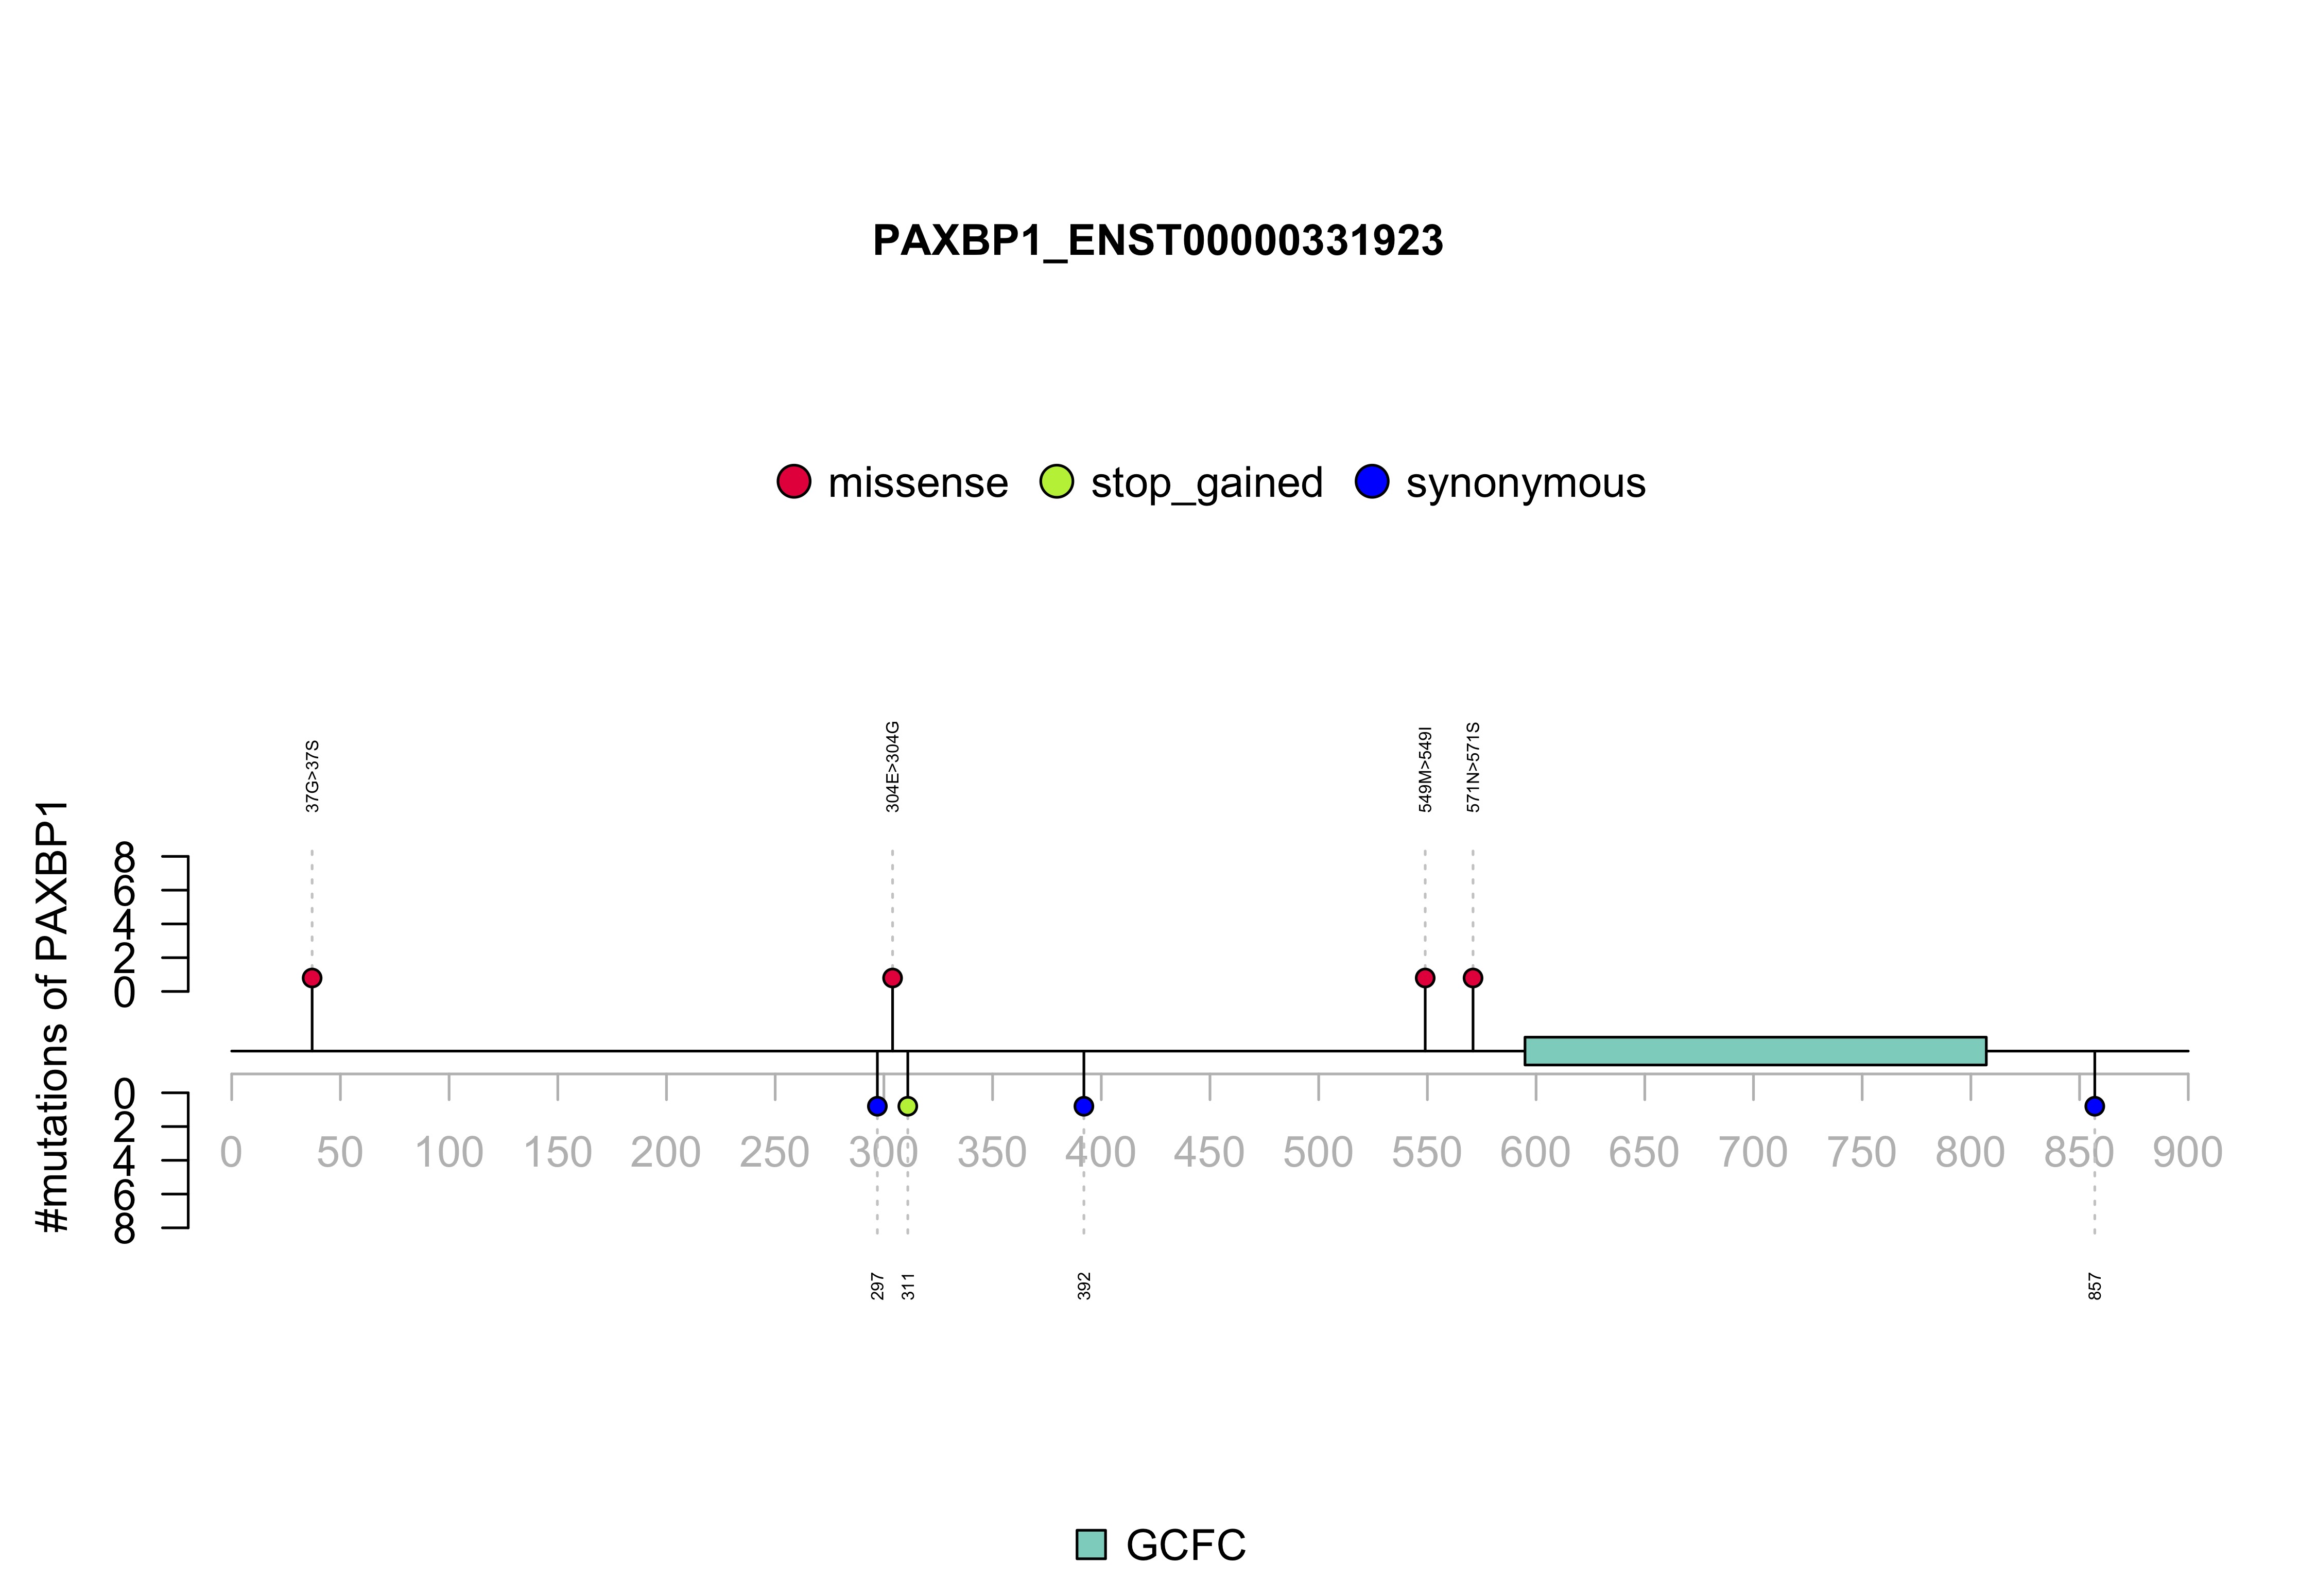 PAXBP1_ENST00000331923
missense stop_gained synonymous
37G>37S 304E>304G 549M>549I 571N>571S
#mutations of PAXBP1
8
6
4
2
0
0
2
4
6
8
0 50 100 150 200 250 300 350 400 450 500 550 600 650 700 750 800 850 900
297 311 392 857
GCFC